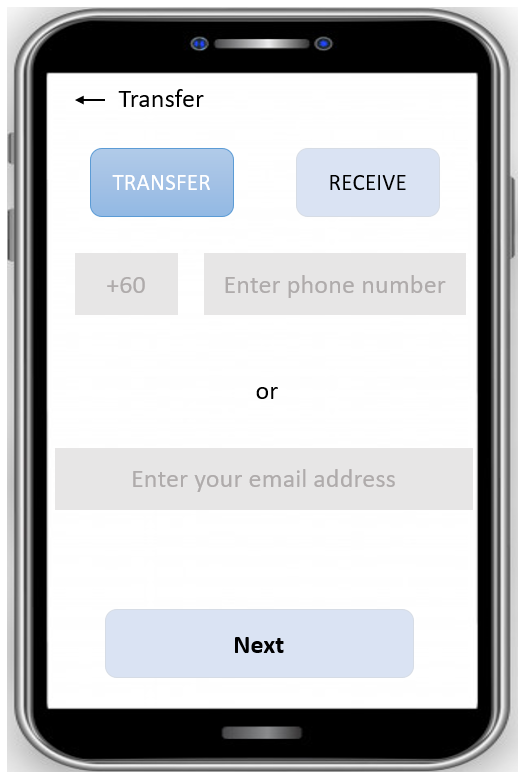 Transfer
TRANSFER
RECEIVE
+60
Enter phone number
or
Enter your email address
Next